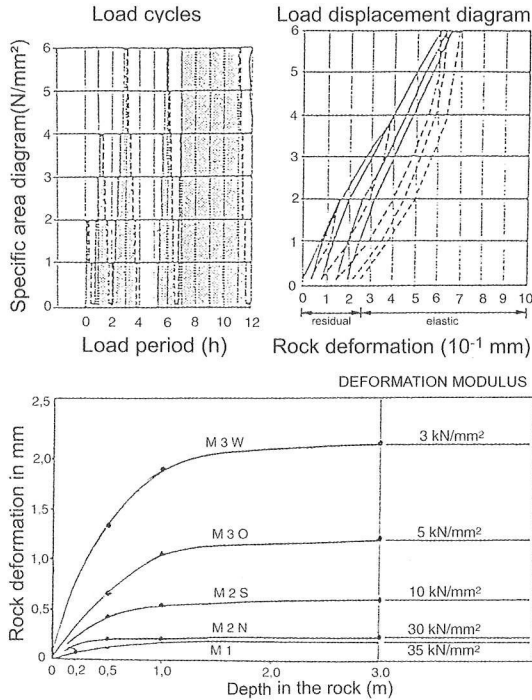 Load cycles
Load displacement diagram
Specific area diagram(N/mm²)
6
5
4
3
2
1
0
0 2 4 6 8 10 12
Load period (h)
6
5
4
3
2
1
0
0 1 2 3 4 5 6 7 8 9 10
residual
elastic
Rock deformation (10⁻¹ mm)
DEFORMATION MODULUS
Rock deformation in mm
2,5
2,0
1.5
1.0
0.5
0
M 3 W
3 kN/mm²
M 3 O
5 kN/mm²
M 2 S
10 kN/mm²
M 2 N
30 kN/mm²
M 1
35 kN/mm²
0 0,2 0,5 1,0 2.0 3.0
Depth in the rock (m)